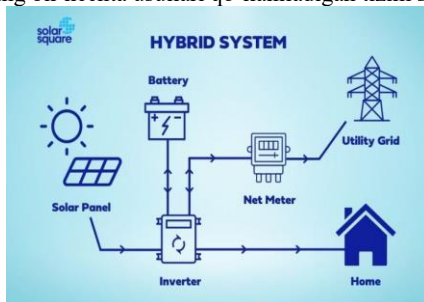 solar
square
HYBRID SYSTEM
Battery
Utility Grid
Net Meter
Solar Panel
Inverter
Home